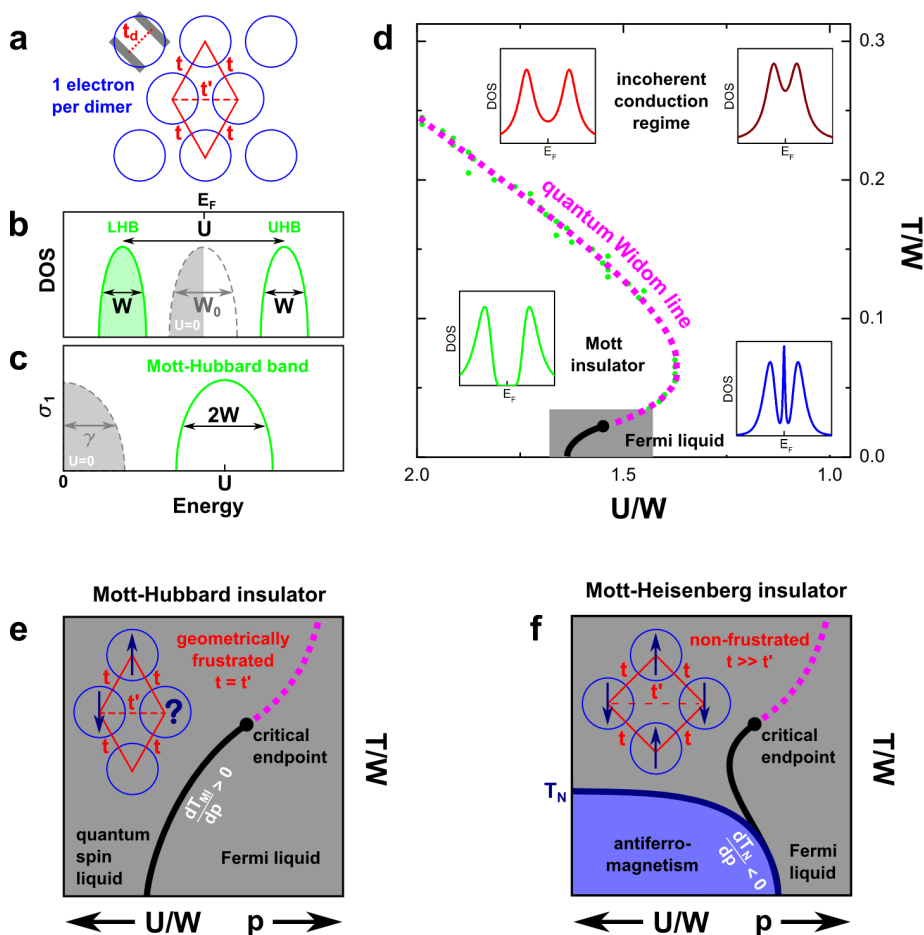 a
t_d
1 electron
per dimer
t
t
t'
t
t
b
E_F
LHB
U
UHB
DOS
W
W_0
W
U=0
c
Mott-Hubbard band
σ_1
2W
γ
U=0
0
U
Energy
d
DOS
E_F
incoherent
conduction
regime
DOS
E_F
quantum Widom line
DOS
E_F
Mott
insulator
DOS
E_F
Fermi liquid
0.3
0.2
0.1
0.0
T/W
2.0
1.5
1.0
U/W
Mott-Hubbard insulator
e
geometrically
frustrated
t = t'
t
t
t'
?
t
t
critical
endpoint
dT_MI/dp > 0
quantum
spin
liquid
Fermi liquid
T/W
U/W
p
Mott-Heisenberg insulator
f
non-frustrated
t >> t'
t
t
t'
t
t
critical
endpoint
T_N
antiferro-
magnetism
dT_N/dp < 0
Fermi
liquid
T/W
U/W
p